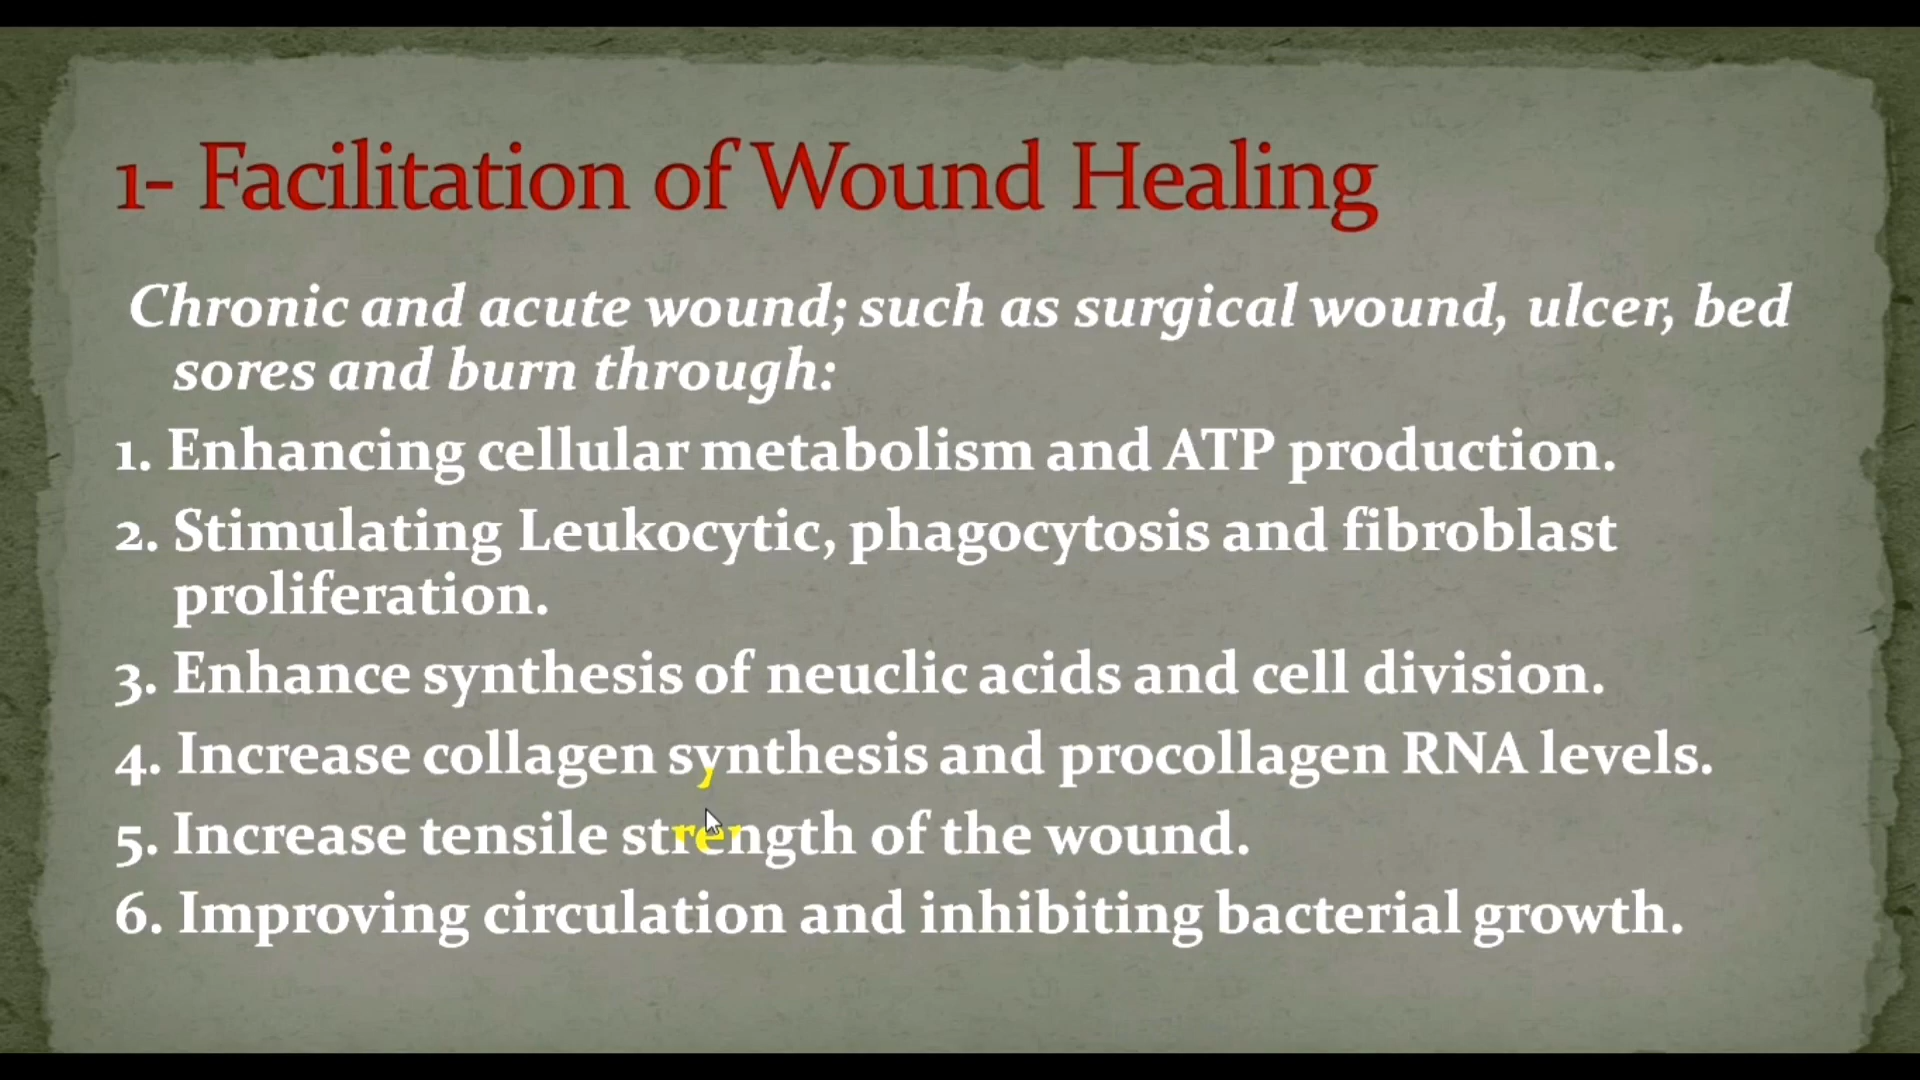 1- Facilitation of Wound Healing
Chronic and acute wound; such as surgical wound, ulcer, bed
sores and burn through:
1. Enhancing cellular metabolism and ATP production.
2. Stimulating Leukocytic, phagocytosis and fibroblast
proliferation.
3. Enhance synthesis of neuclic acids and cell division.
4. Increase collagen synthesis and procollagen RNA levels.
5. Increase tensile strength of the wound.
6. Improving circulation and inhibiting bacterial growth.